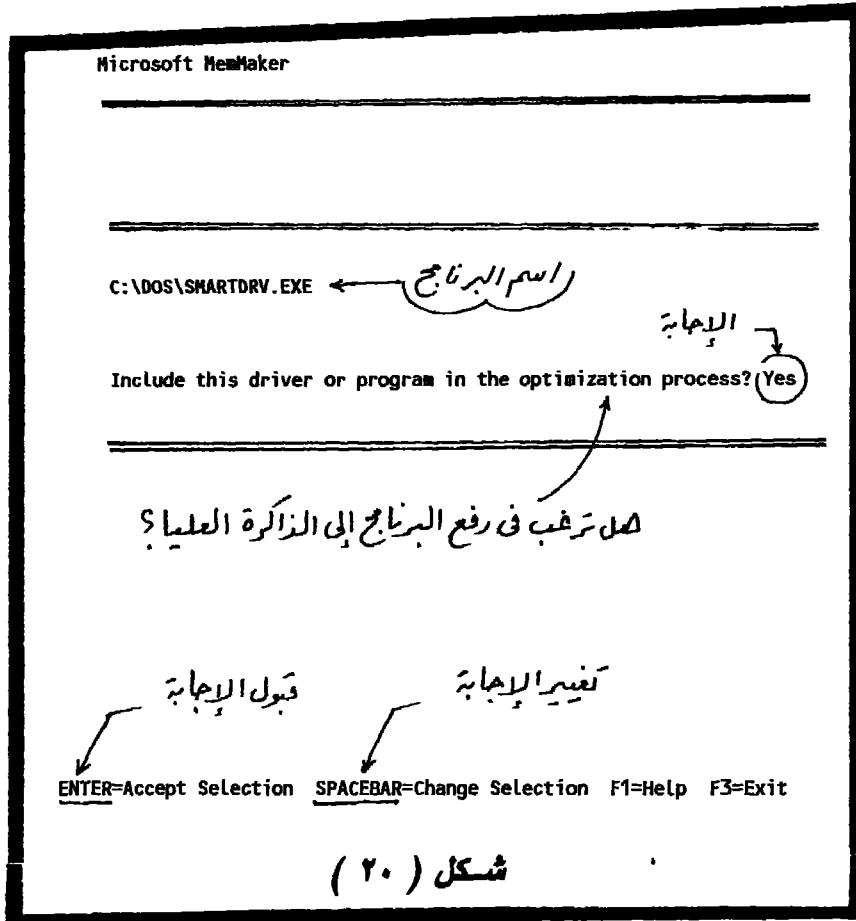 Microsoft MemMaker
C:\DOS\SMARTDRV.EXE اسم البرنامج
الإجابة
Include this driver or program in the optimization process? Yes
هل ترغب فى رفع البرنامج إلى الذاكرة العليا؟
قبول الإجابة تغيير الإجابة
ENTER=Accept Selection SPACEBAR=Change Selection F1=Help F3=Exit
شكل ( ٢٠ )